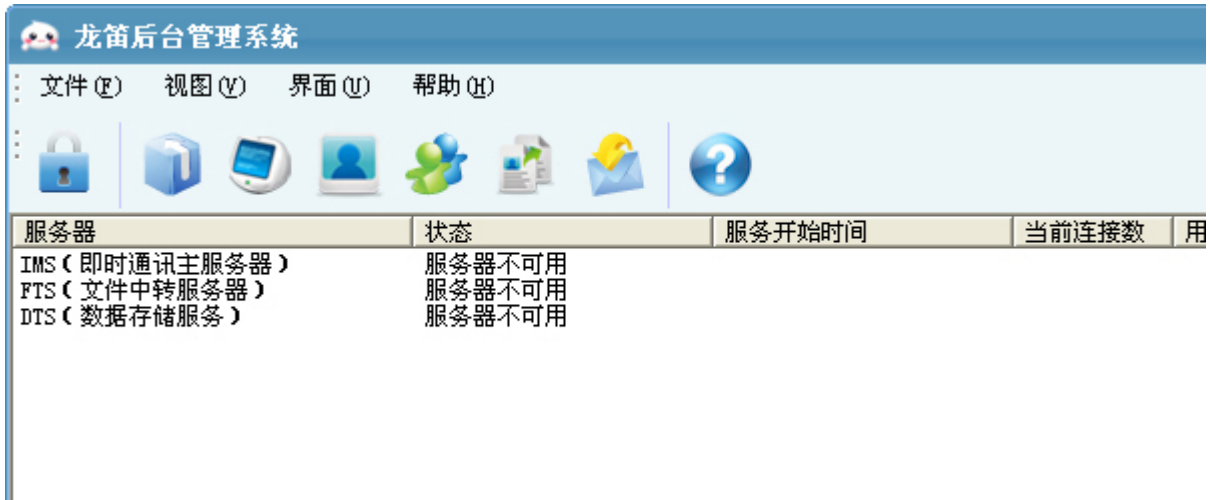 龙笛后台管理系统
文件(F) 视图(V) 界面(U) 帮助(H)
服务器 状态 服务开始时间 当前连接数 用
IMS(即时通讯主服务器) 服务器不可用
FTS(文件中转服务器) 服务器不可用
DTS(数据存储服务) 服务器不可用